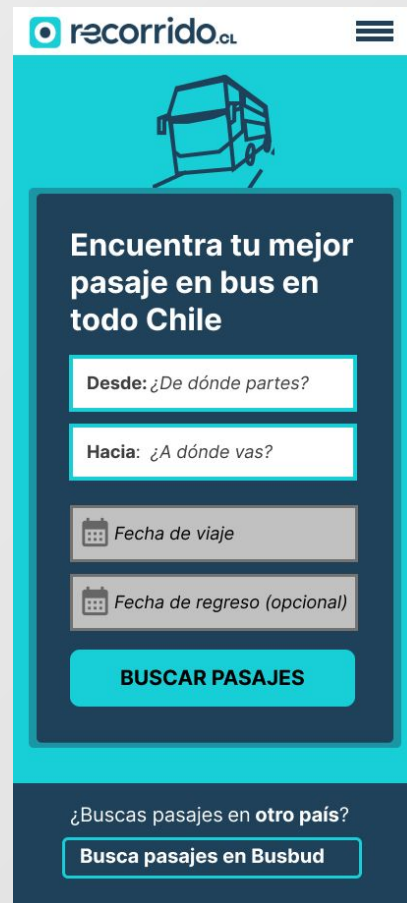 recorrido.cl
Encuentra tu mejor
pasaje en bus en
todo Chile
Desde: ¿De dónde partes?
Hacia: ¿A dónde vas?
Fecha de viaje
Fecha de regreso (opcional)
BUSCAR PASAJES
¿Buscas pasajes en otro país?
Busca pasajes en Busbud